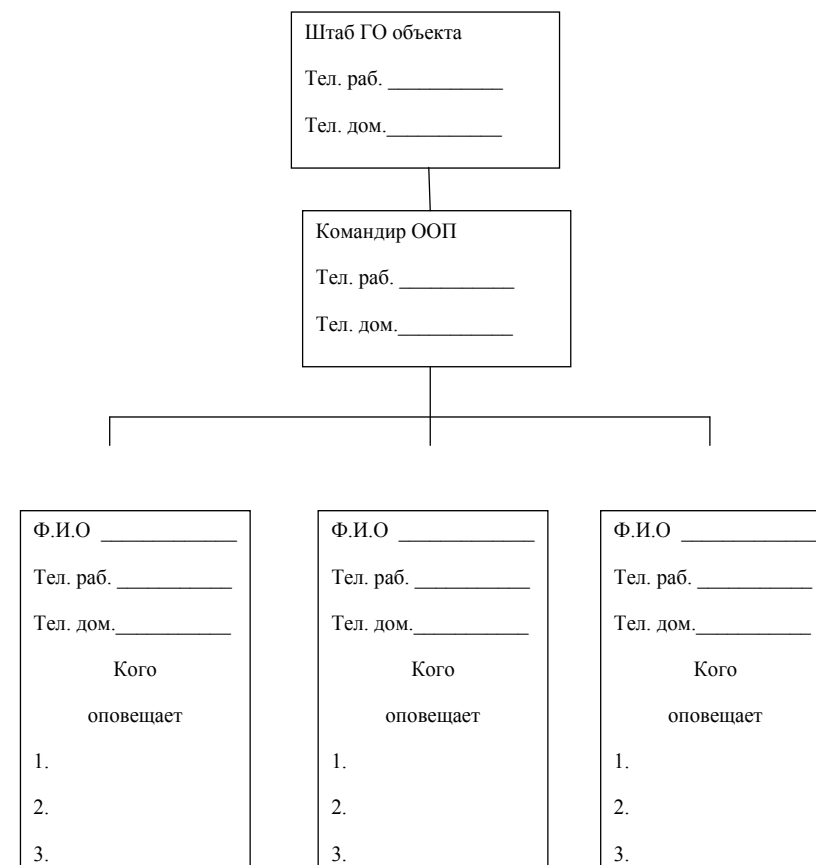 Штаб ГО объекта
Тел. раб. ___________
Тел. дом.___________
Командир ООП
Тел. раб. ___________
Тел. дом.___________
Ф.И.О _____________
Тел. раб. ___________
Тел. дом.___________
Кого
оповещает
1.
2.
3.
Ф.И.О _____________
Тел. раб. ___________
Тел. дом.___________
Кого
оповещает
1.
2.
3.
Ф.И.О _____________
Тел. раб. ___________
Тел. дом.___________
Кого
оповещает
1.
2.
3.